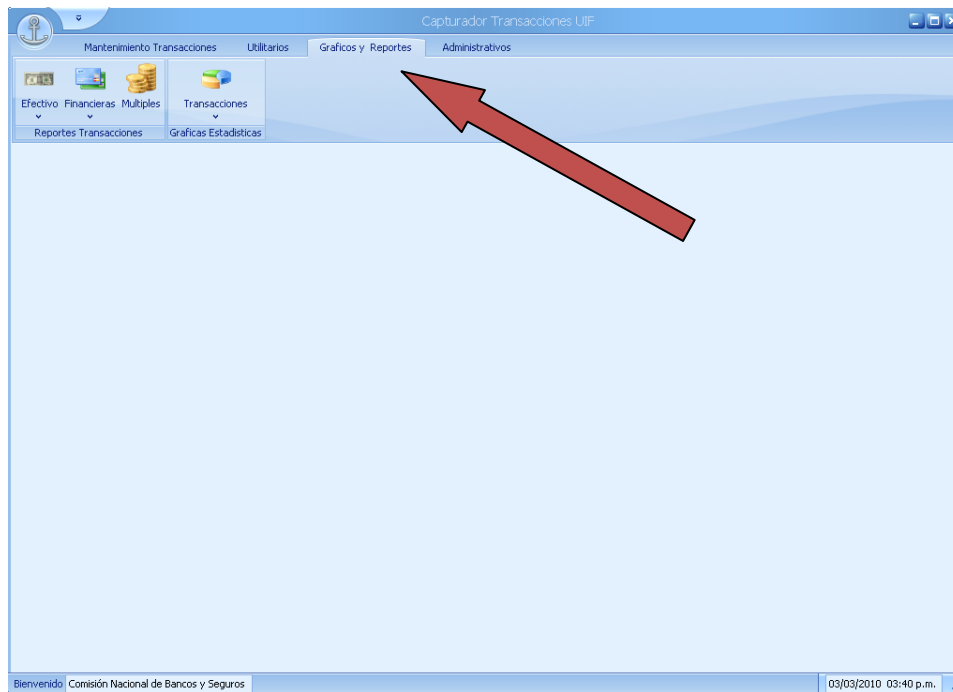 Capturador Transacciones UIF
Mantenimiento Transacciones Utilitarios Graficos y Reportes Administrativos
Efectivo Financieras Multiples Transacciones
Reportes Transacciones Graficas Estadisticas
Bienvenido Comisión Nacional de Bancos y Seguros 03/03/2010 03:40 p.m.